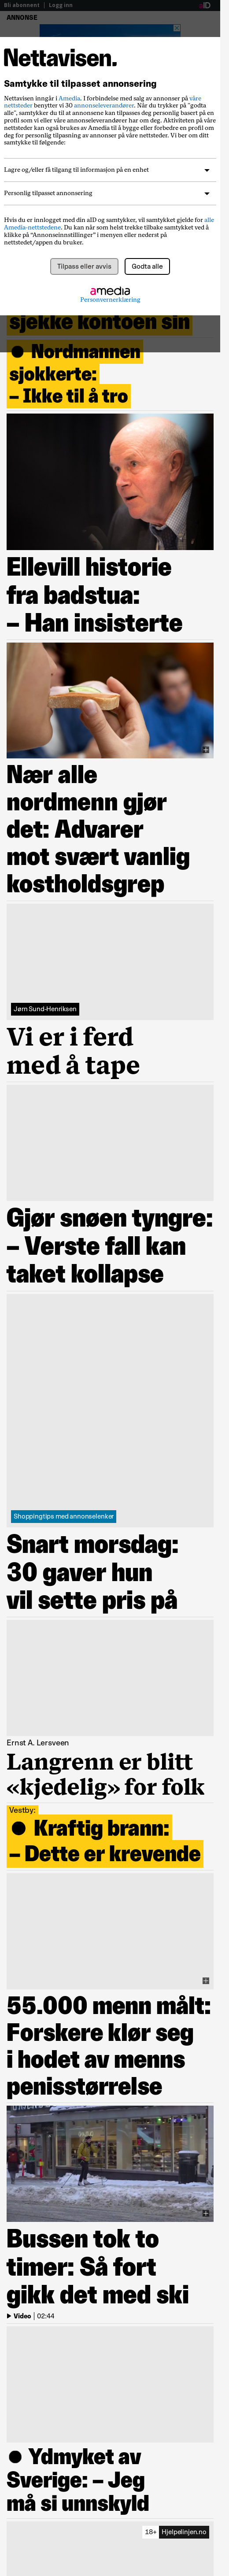 Bli abonnent | Logg inn
aID
ANNONSE
Nettavisen.
Samtykke til tilpasset annonsering
Nettavisen inngår i Amedia. I forbindelse med salg av annonser på våre
nettsteder benytter vi 30 annonseleverandører. Når du trykker på "godta
alle", samtykker du til at annonser kan tilpasses deg personlig basert på en
profil som vi eller våre annonseleverandører har om deg. Aktiviteten din på
nettstedene kan også brukes av Amedia til å bygge eller forbedre en profil om
deg for personlig tilpasning av annonser på våre nettsteder. Vi ber om ditt
samtykke til følgende:
Lagre og/eller få tilgang til informasjon på en enhet
Personlig tilpasset annonsering
Hvis du er innlogget med din aID og samtykker, vil samtykket gjelde for alle
Amedia-nettstedene. Du kan når som helst trekke tilbake samtykket ved å
klikke på “Annonseinnstillinger” i menyen eller nederst på
nettstedet/appen du bruker.
Tilpass eller avvis
Godta alle
amedia
Personvernerklæring
sjekke kontoen sin
Nordmannen
sjokkerte:
– Ikke til å tro
Ellevill historie
fra badstua:
– Han insisterte
Nær alle
nordmenn gjør
det: Advarer
mot svært vanlig
kostholdsgrep
Jørn Sund-Henriksen
Vi er i ferd
med å tape
Gjør snøen tyngre:
– Verste fall kan
taket kollapse
Shoppingtips med annonselenker
Snart morsdag:
30 gaver hun
vil sette pris på
Ernst A. Lersveen
Langrenn er blitt
«kjedelig» for folk
Vestby:
Kraftig brann:
– Dette er krevende
55.000 menn målt:
Forskere klør seg
i hodet av menns
penisstørrelse
Bussen tok to
timer: Så fort
gikk det med ski
Video | 02:44
Ydmyket av
Sverige: – Jeg
må si unnskyld
18+ Hjelpelinjen.no